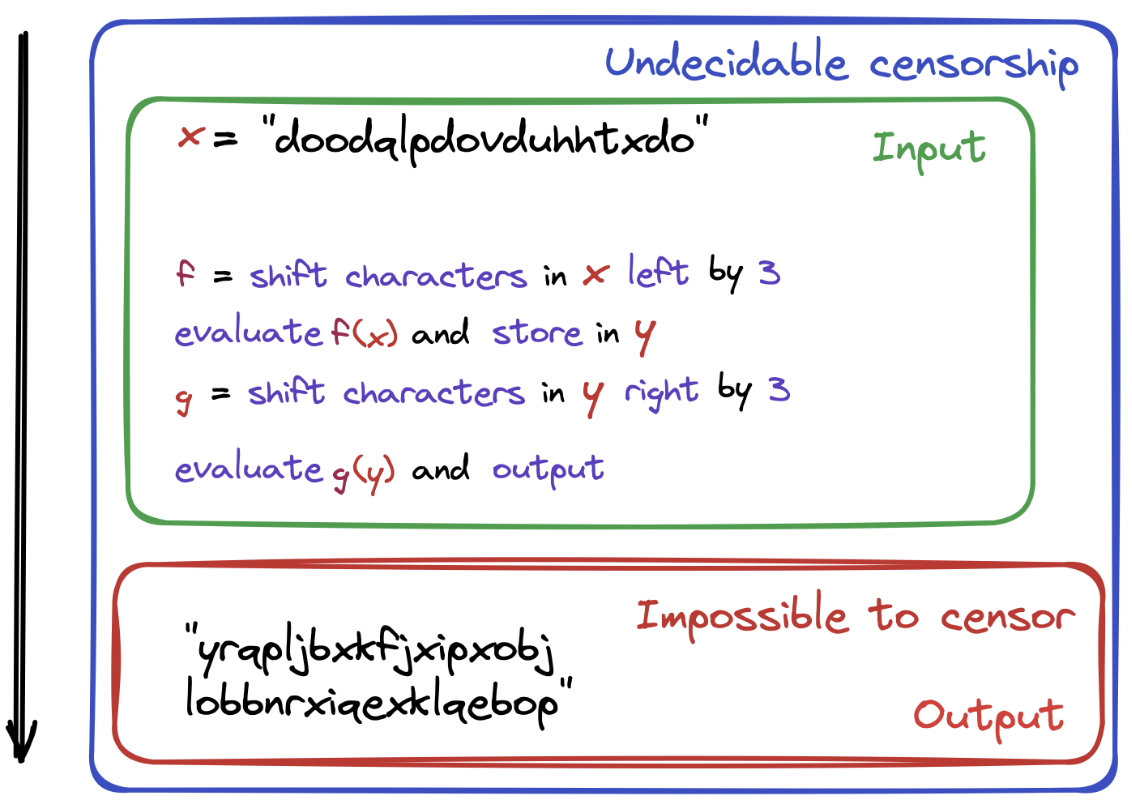 Undecidable censorship
x = "doodqlpdovduhhtxdo"
Input
f = shift characters in x left by 3
evaluate f(x) and store in y
g = shift characters in y right by 3
evaluate g(y) and output
Impossible to censor
"yrqpljbxkfjxipxobj
lobbnrxiqexklqebop"
Output